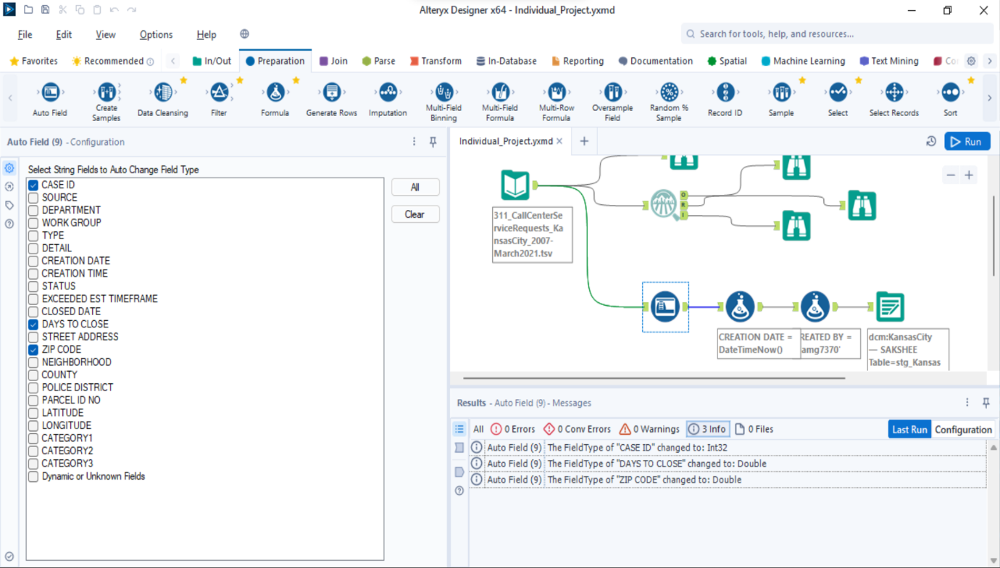 Alteryx Designer x64 - Individual_Project.yxmd
File Edit View Options Help
Search for tools, help, and resources...
Favorites Recommended In/Out Preparation Join Parse Transform In-Database Reporting Documentation Spatial Machine Learning Text Mining Co
Auto Field
Create
Samples
Data Cleansing
Filter
Formula
Generate Rows
Imputation
Multi-Field
Binning
Multi-Field
Formula
Multi-Row
Formula
Oversample
Field
Random %
Sample
Record ID
Sample
Select
Select Records
Sort
Auto Field (9) - Configuration
Select String Fields to Auto Change Field Type
CASE ID
SOURCE
DEPARTMENT
WORK GROUP
TYPE
DETAIL
CREATION DATE
CREATION TIME
STATUS
EXCEEDED EST TIMEFRAME
CLOSED DATE
DAYS TO CLOSE
STREET ADDRESS
ZIP CODE
NEIGHBORHOOD
COUNTY
POLICE DISTRICT
PARCEL ID NO
LATITUDE
LONGITUDE
CATEGORY1
CATEGORY2
CATEGORY3
Dynamic or Unknown Fields
All
Clear
Individual_Project.yxmd
Run
311_CallCenterSe
rviceRequests_Ka
nsasCity_2007-
March2021.tsv
O
R
I
CREATION DATE =
DateTimeNow()
REATED BY =
amg7370'
dcm:KansasCity
— SAKSHEE
Table=stg_Kansas
Results - Auto Field (9) - Messages
All 0 Errors 0 Conv Errors 0 Warnings 3 Info 0 Files Last Run Configuration
Auto Field (9) The FieldType of "CASE ID" changed to: Int32
Auto Field (9) The FieldType of "DAYS TO CLOSE" changed to: Double
Auto Field (9) The FieldType of "ZIP CODE" changed to: Double